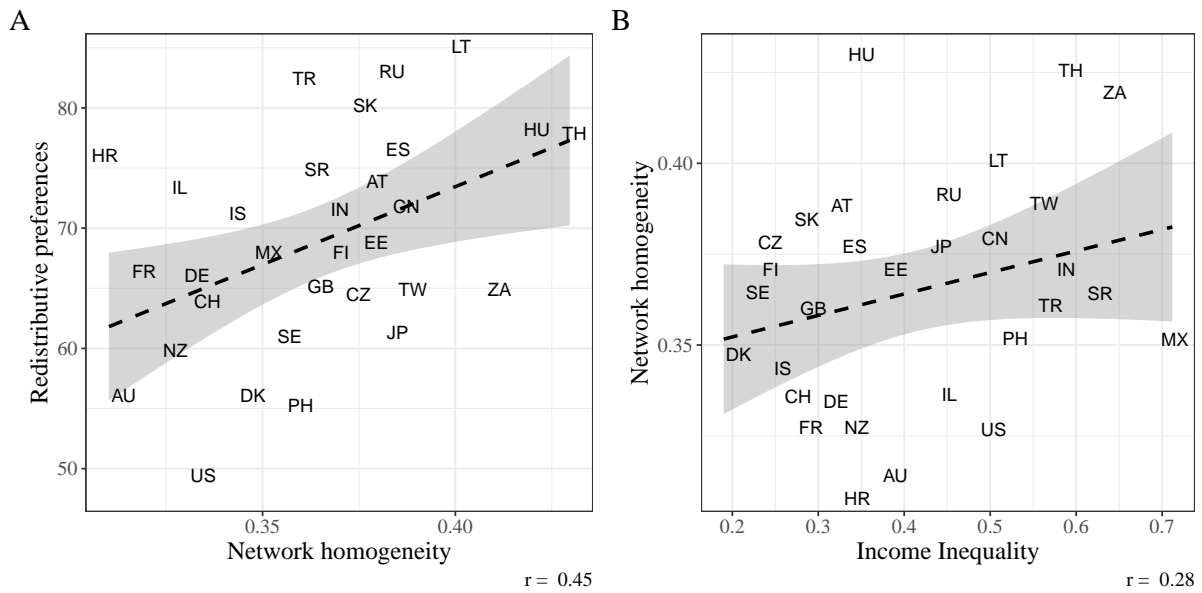 A
Redistributive preferences
80
70
60
50
LT
TR
RU
SK
HU
TH
HR
ES
SR
AT
IL
IS
IN
CN
MX
FI
EE
FR
DE
CH
GB
CZ
TW
ZA
NZ
SE
JP
AU
DK
PH
US
0.35
0.40
Network homogeneity
r = 0.45
B
Network homogeneity
0.40
0.35
HU
TH
ZA
LT
RU
TW
AT
SK
CZ
ES
JP
CN
FI
EE
IN
SE
GB
TR
SR
DK
PH
MX
IS
CH
DE
IL
FR
NZ
US
AU
HR
0.2
0.3
0.4
0.5
0.6
0.7
Income Inequality
r = 0.28